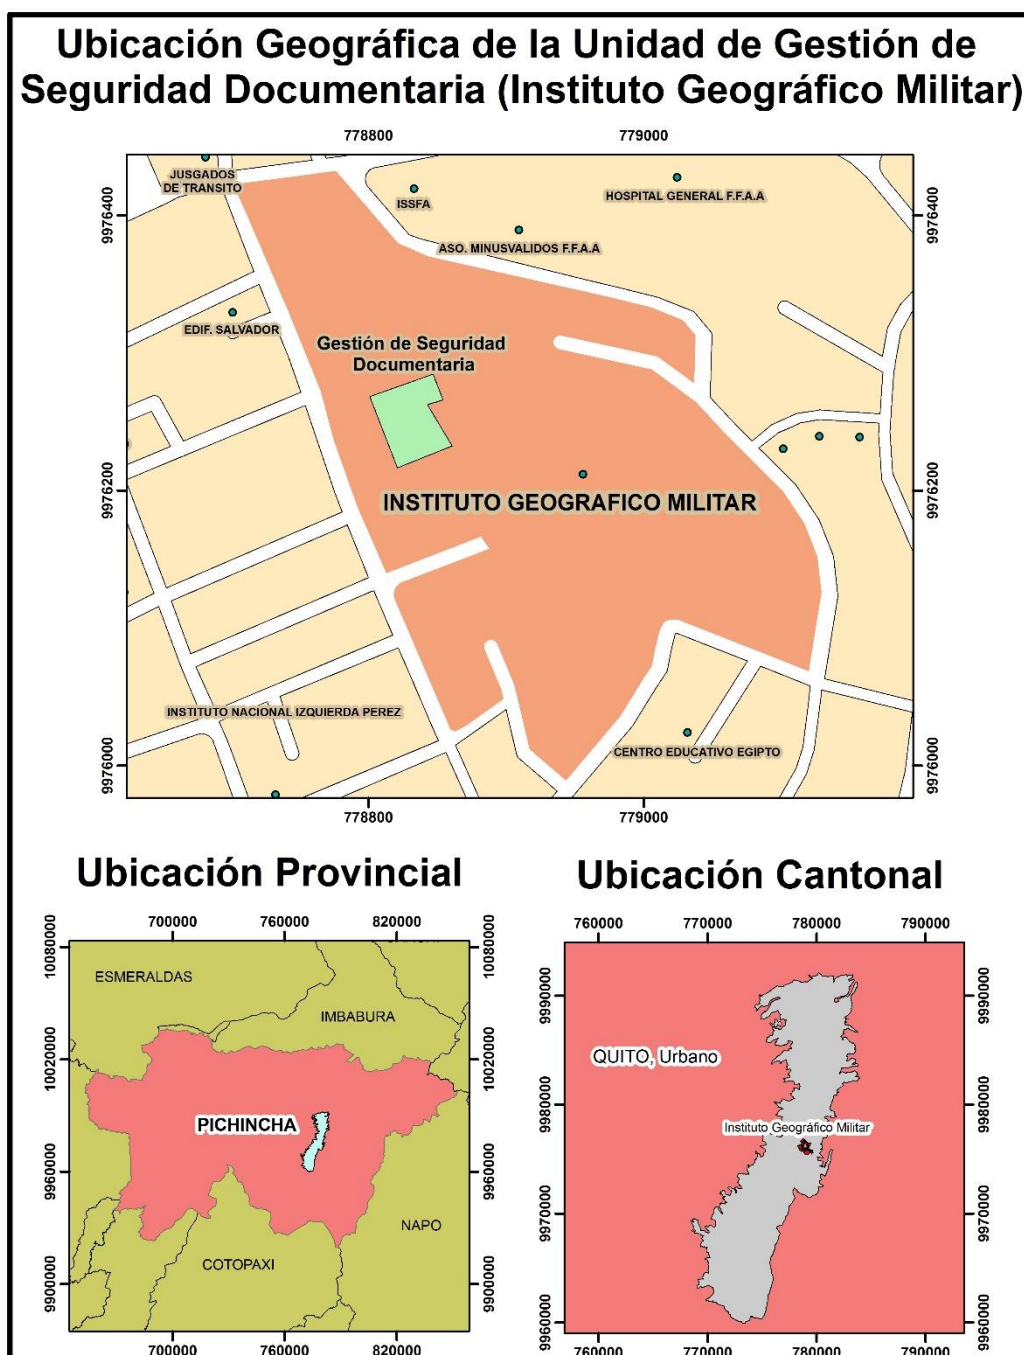 Ubicación Geográfica de la Unidad de Gestión de
Seguridad Documentaria (Instituto Geográfico Militar)
778800
779000
9976400
9976400
JUSGADOS
DE TRANSITO
ISSFA
HOSPITAL GENERAL F.F.A.A
ASO. MINUSVALIDOS F.F.A.A
EDIF. SALVADOR
Gestión de Seguridad
Documentaria
9976200
9976200
INSTITUTO GEOGRAFICO MILITAR
INSTITUTO NACIONAL IZQUIERDA PEREZ
CENTRO EDUCATIVO EGIPTO
9976000
9976000
778800
779000
Ubicación Provincial
700000
760000
820000
10080000
10080000
ESMERALDAS
IMBABURA
10020000
10020000
PICHINCHA
9960000
9960000
NAPO
COTOPAXI
9900000
9900000
700000
760000
820000
Ubicación Cantonal
760000
770000
780000
790000
9990000
9990000
QUITO, Urbano
9980000
9980000
Instituto Geográfico Militar
9970000
9970000
9960000
9960000
760000
770000
780000
790000